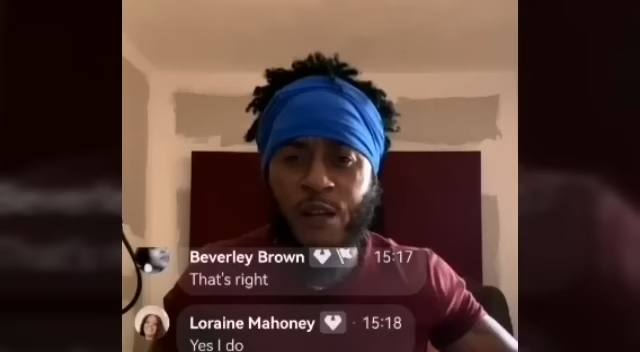 Beverley Brown 15:17
That's right
Loraine Mahoney · 15:18
Yes I do